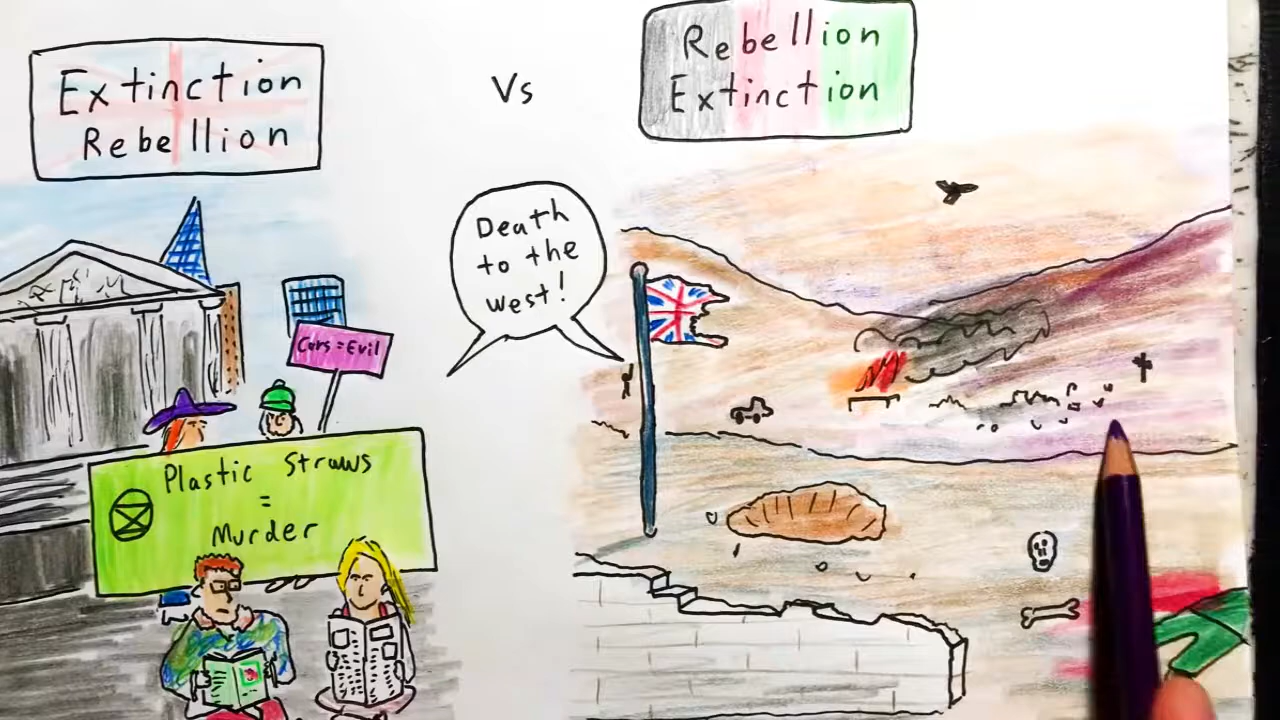 Extinction
Rebellion
Vs
Rebellion
Extinction
Death
to the
west!
Cars = Evil
Plastic Straws
=
Murder